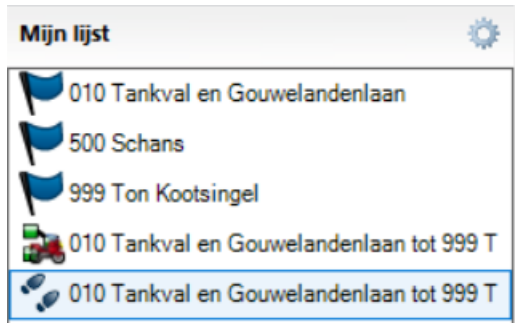 Mijn lijst
010 Tankval en Gouwelandenlaan
500 Schans
999 Ton Kootsingel
010 Tankval en Gouwelandenlaan tot 999 T
010 Tankval en Gouwelandenlaan tot 999 T